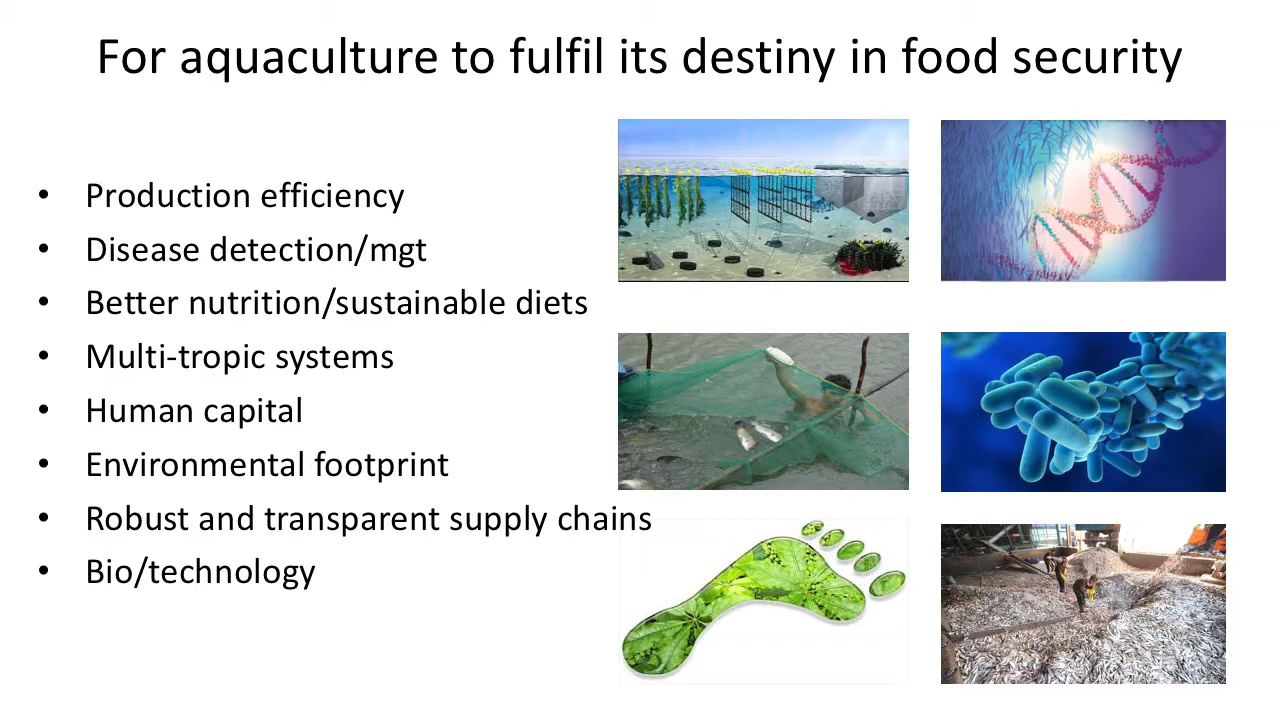 For aquaculture to fulfil its destiny in food security
• Production efficiency
• Disease detection/mgt
• Better nutrition/sustainable diets
• Multi-tropic systems
• Human capital
• Environmental footprint
• Robust and transparent supply chains
• Bio/technology